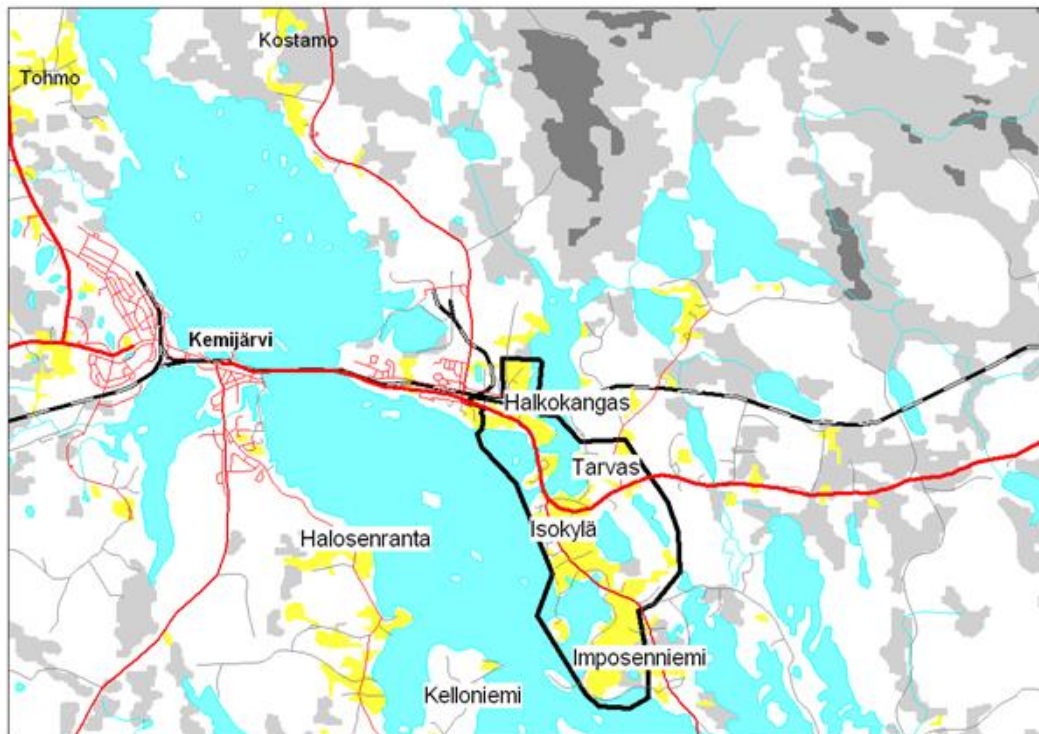 Kostamo
Tohmo
Kemijärvi
Halkokangas
Tarvas
Isokylä
Halosenranta
Imposenniemi
Kelloniemi